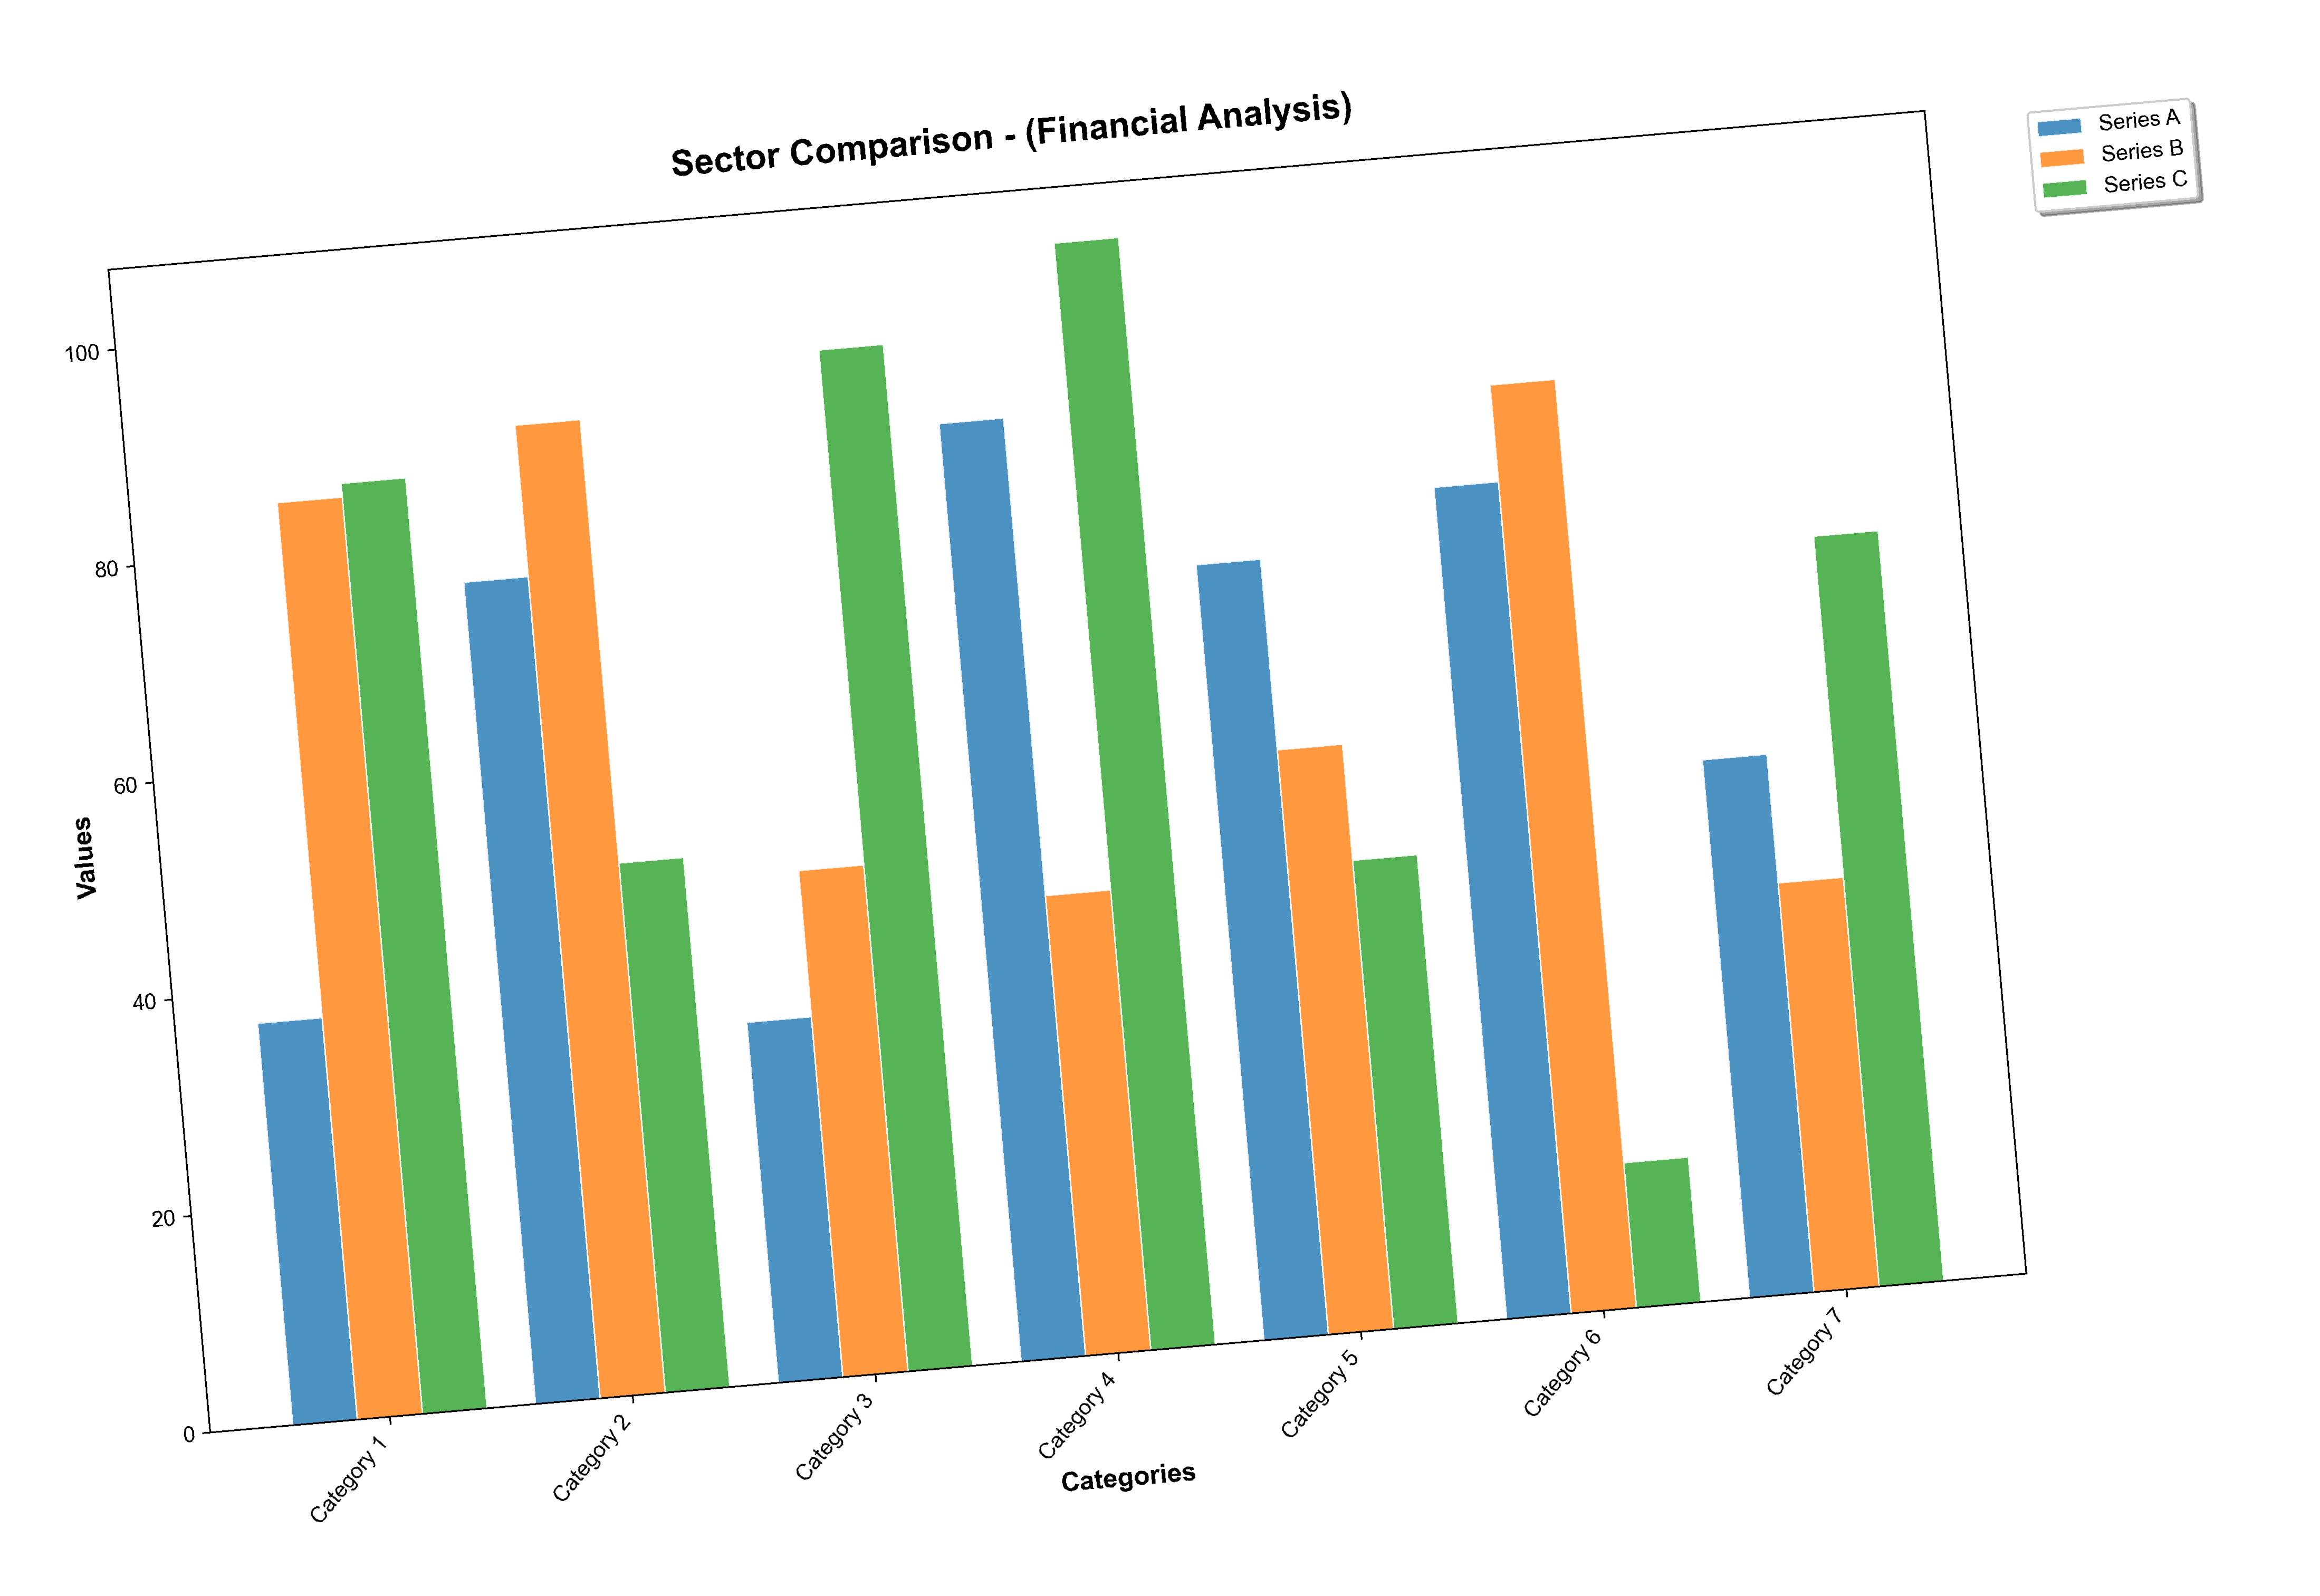 Sector Comparison - (Financial Analysis)
Series A
Series B
Series C
100
80
60
40
20
0
Values
Category 1
Category 2
Category 3
Category 4
Category 5
Category 6
Category 7
Categories